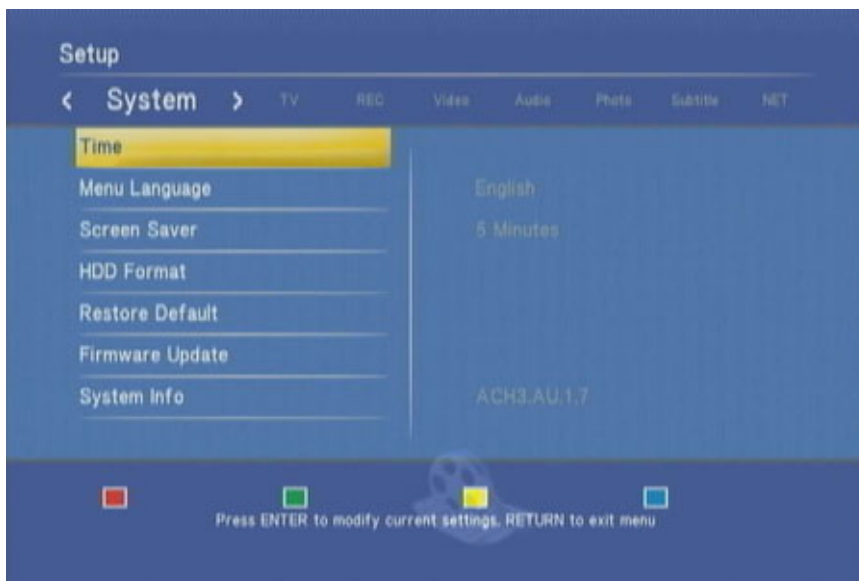 Setup
< System > TV REC Video Audio Photo Subtitle NET
Time
Menu Language English
Screen Saver 5 Minutes
HDD Format
Restore Default
Firmware Update
System Info ACH3.AU.1.7
Press ENTER to modify current settings, RETURN to exit menu